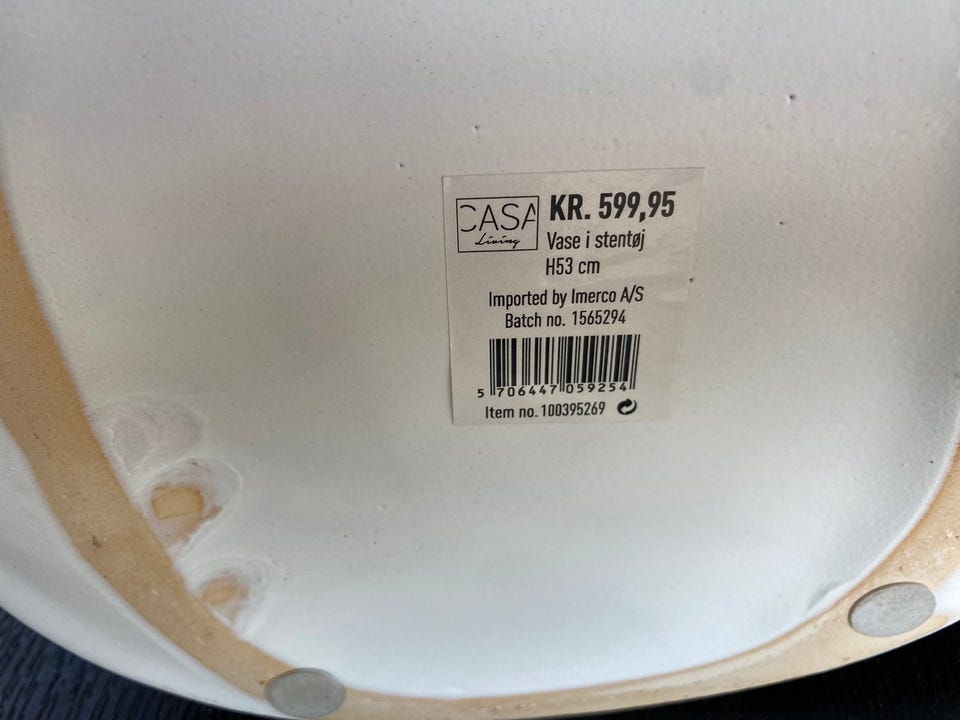 CASA
Living
KR. 599,95
Vase i stentøj
H53 cm
Imported by Imerco A/S
Batch no. 1565294
5 706447 059254
Item no. 100395269